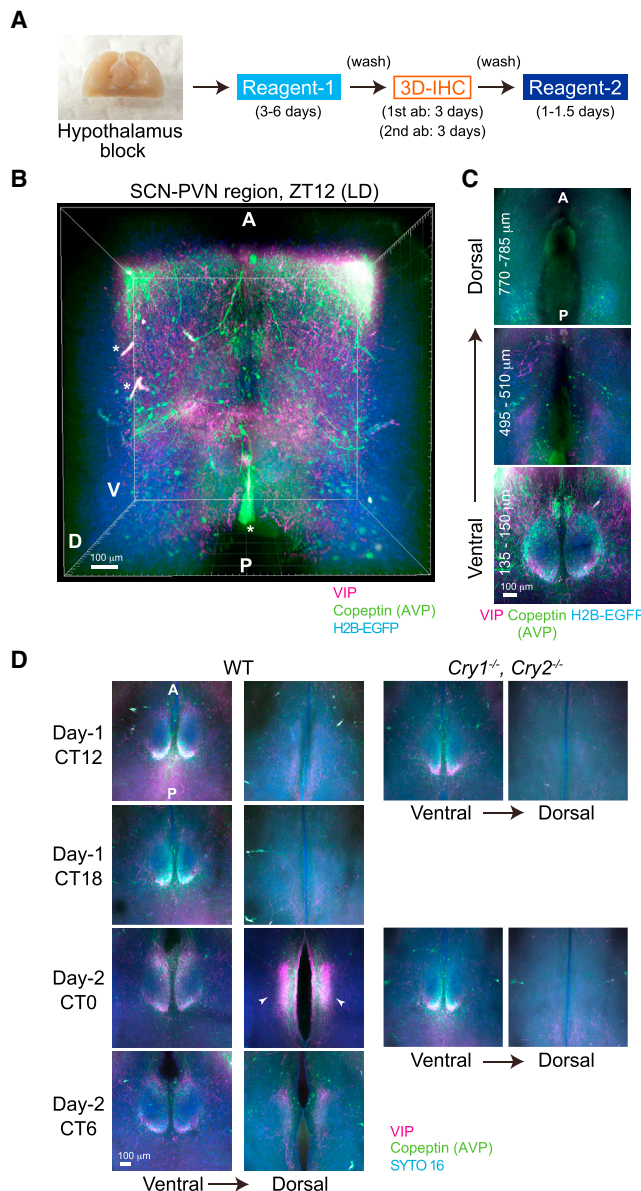 A
Hypothalamus
block
Reagent-1
(3-6 days)
(wash)
3D-IHC
(1st ab: 3 days)
(2nd ab: 3 days)
(wash)
Reagent-2
(1-1.5 days)
B
SCN-PVN region, ZT12 (LD)
A
*
*
V
D
*
P
100 µm
VIP
Copeptin (AVP)
H2B-EGFP
C
Dorsal
Ventral
A
770 -785 µm
P
495 - 510 µm
135 - 150 µm
100 µm
VIP Copeptin H2B-EGFP
(AVP)
D
WT
Cry1-/-, Cry2-/-
Day-1
CT12
A
P
Ventral → Dorsal
Day-1
CT18
Day-2
CT0
Ventral → Dorsal
Day-2
CT6
100 µm
Ventral → Dorsal
VIP
Copeptin (AVP)
SYTO 16